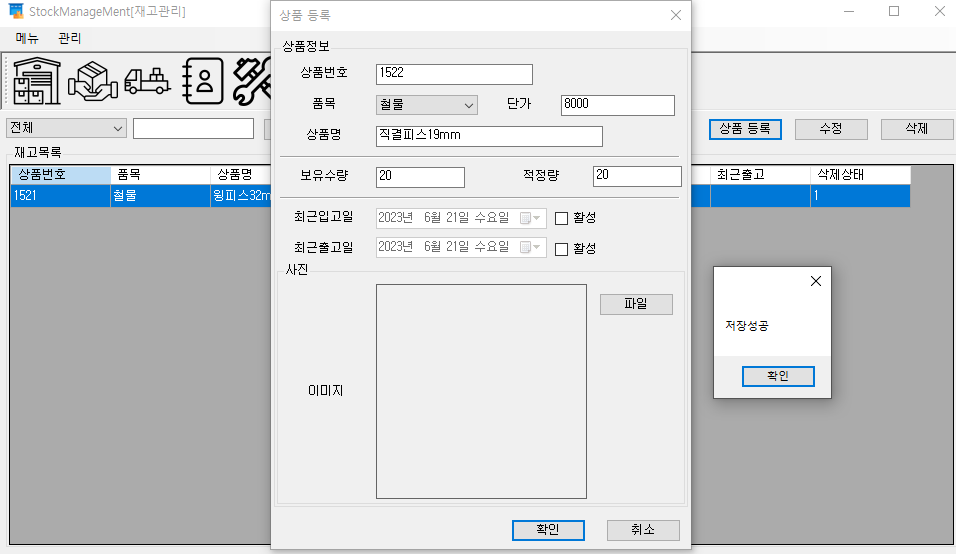 StockManageMent[재고관리]
메뉴 관리
전체
상품 등록 수정 삭제
재고목록
상품번호 품목 상품명 최근출고 삭제상태
1521 철물 윙피스32m 1
상품 등록
상품정보
상품번호 1522
품목 철물 단가 8000
상품명 직결피스19mm
보유수량 20 적정량 20
최근입고일 2023년 6월 21일 수요일 활성
최근출고일 2023년 6월 21일 수요일 활성
사진
파일
이미지
확인 취소
저장성공
확인